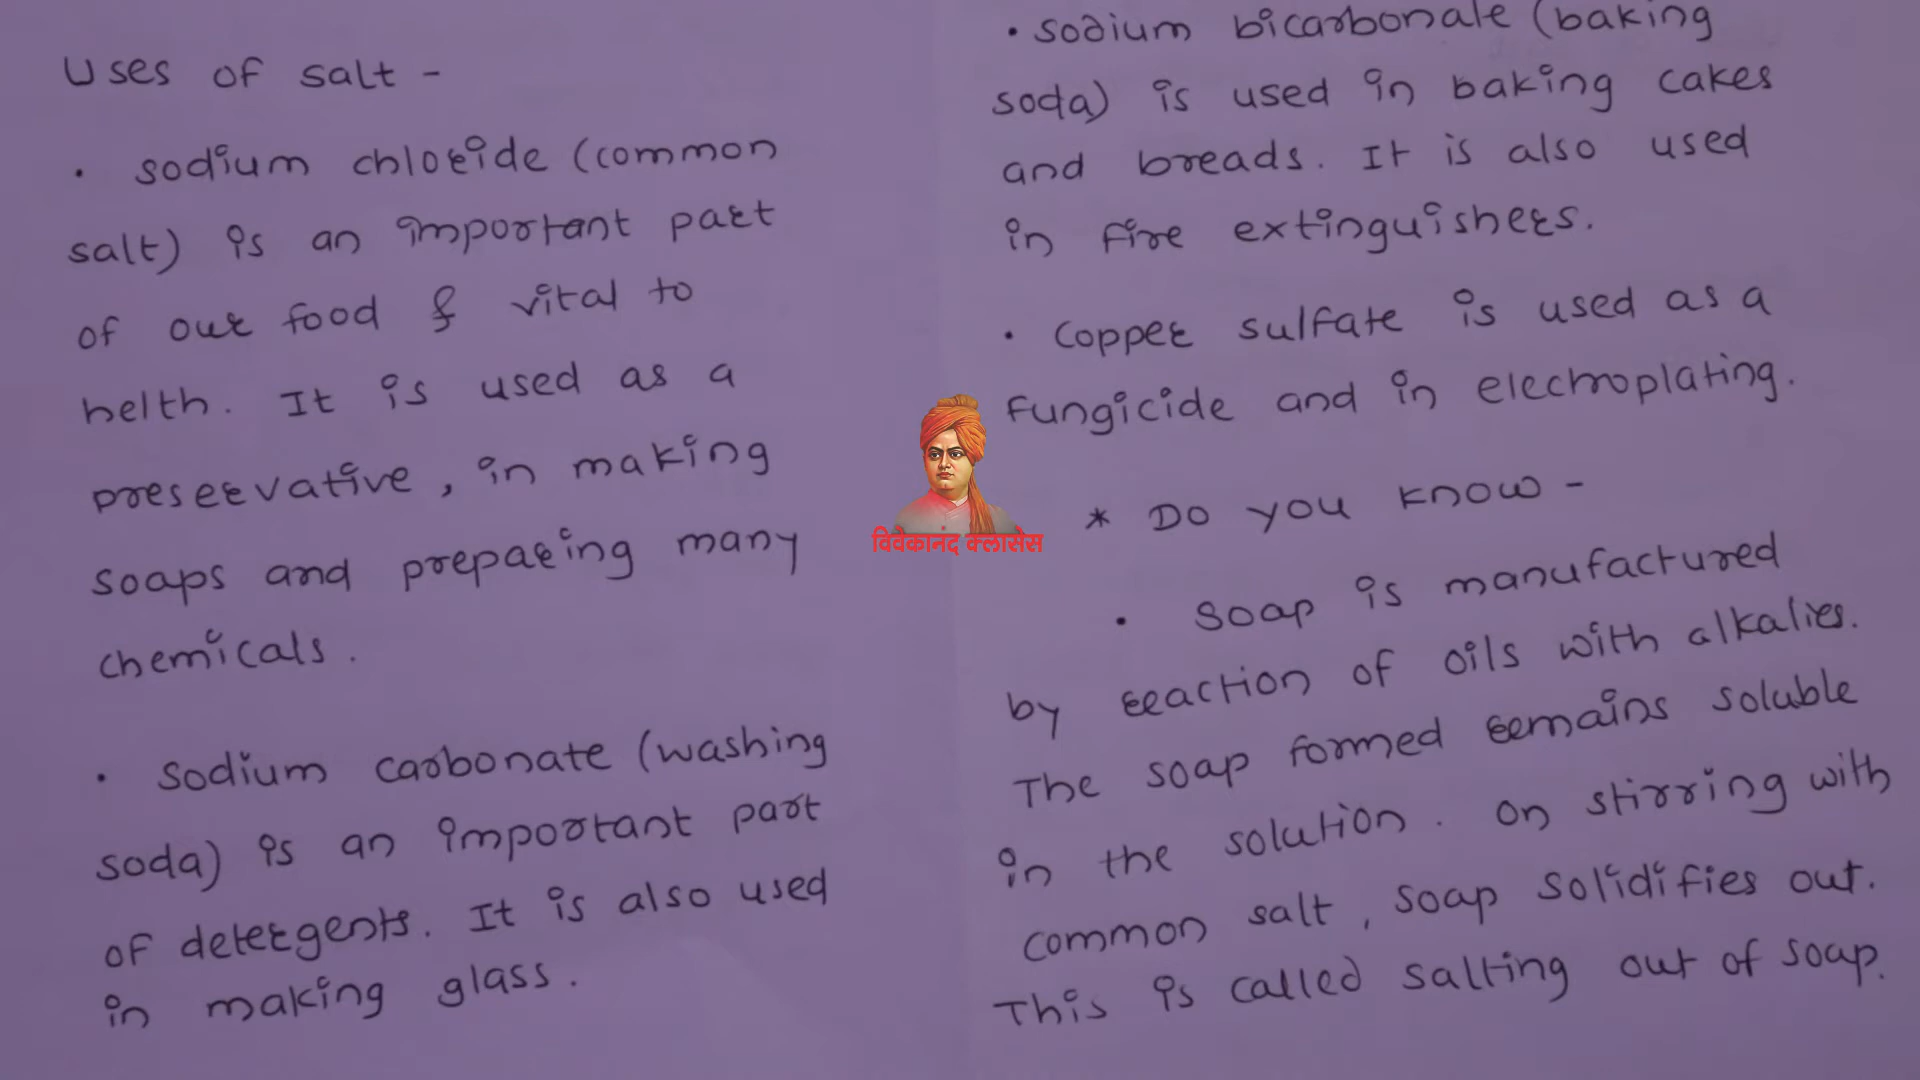 Uses of salt -
• sodium chloride (common
salt) is an important part
of our food & vital to
helth. It is used as a
preservative, in making
soaps and preparing many
chemicals.
• Sodium carbonate (washing
soda) is an important part
of detergents. It is also used
in making glass.
• sodium bicarbonate (baking
soda) is used in baking cakes
and breads. It is also used
in fire extinguishers.
• Copper sulfate is used as a
fungicide and in electroplating.
* Do you know -
• Soap is manufactured
by reaction of oils with alkalies.
The soap formed remains soluble
in the solution. On stirring with
common salt, soap solidifies out.
This is called salting out of soap.
विवेकानंद क्लासेस